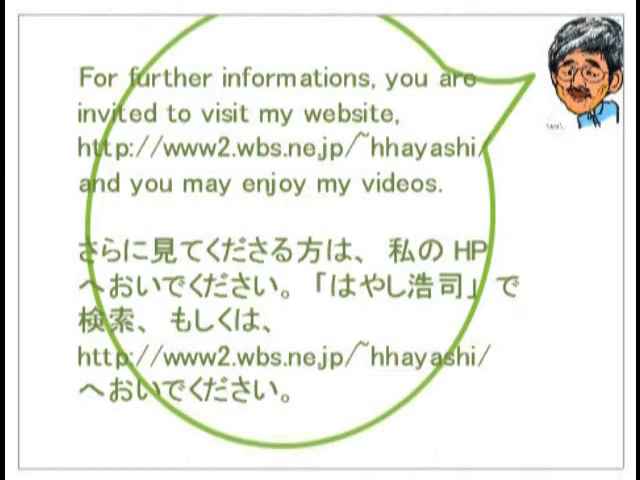 For further informations, you are
invited to visit my website,
http://www2.wbs.ne.jp/~hhayashi/
and you may enjoy my videos.
さらに見てくださる方は、 私の HP
へおいでください。「はやし浩司」 で
検索、 もしくは、
http://www2.wbs.ne.jp/~hhayashi/
へおいでください。